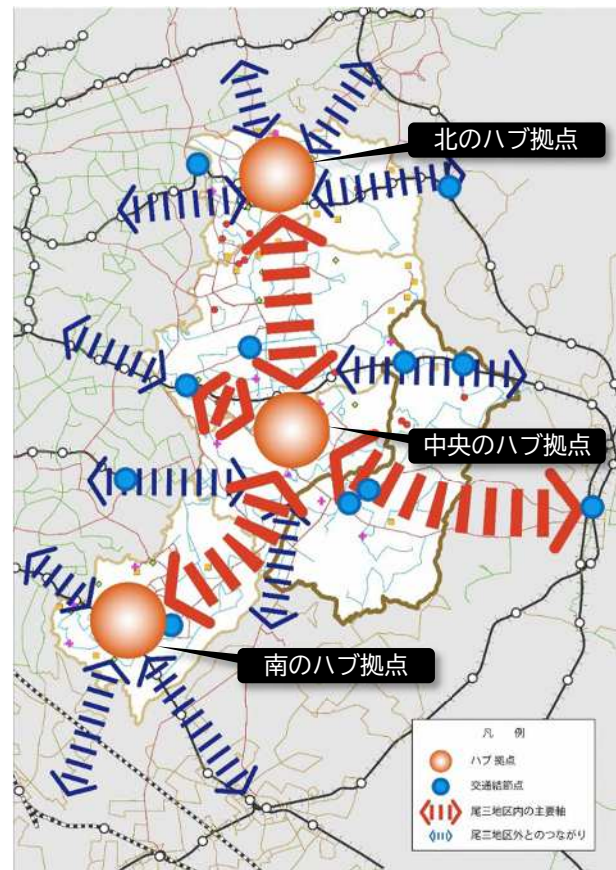 北のハブ拠点
中央のハブ拠点
南のハブ拠点
凡 例
ハブ拠点
交通結節点
尾三地区内の主要軸
尾三地区外とのつながり